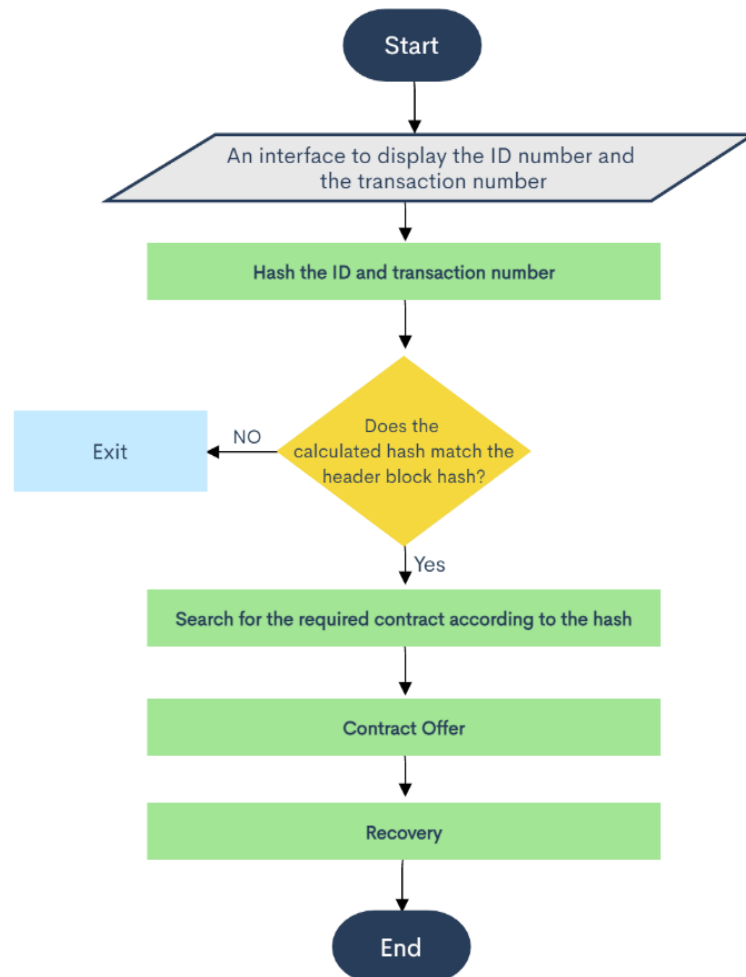 Start
An interface to display the ID number and
the transaction number
Hash the ID and transaction number
Does the
calculated hash match the
header block hash?
NO
Exit
Yes
Search for the required contract according to the hash
Contract Offer
Recovery
End